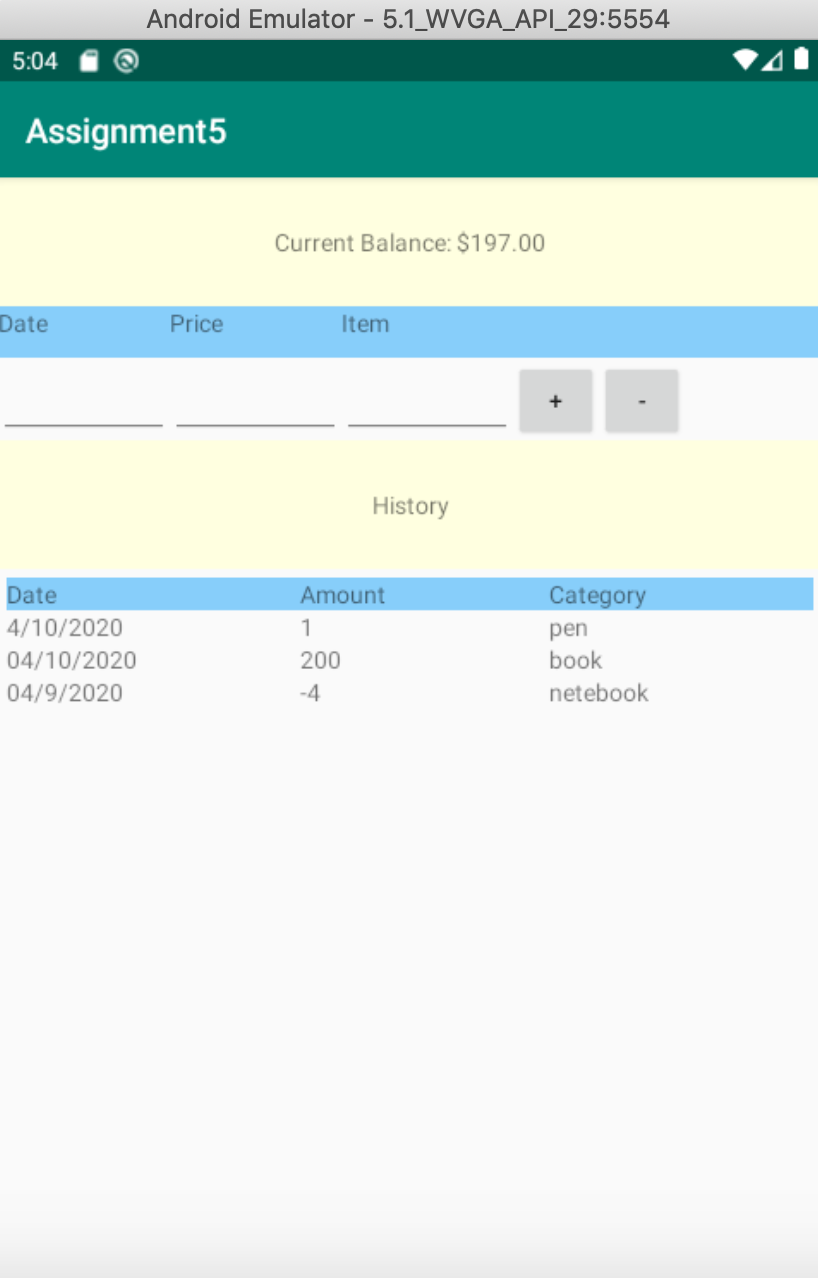 Android Emulator - 5.1_WVGA_API_29:5554
5:04
Assignment5
Current Balance: $197.00
Date Price Item
+ -
History
Date Amount Category
4/10/2020 1 pen
04/10/2020 200 book
04/9/2020 -4 netebook